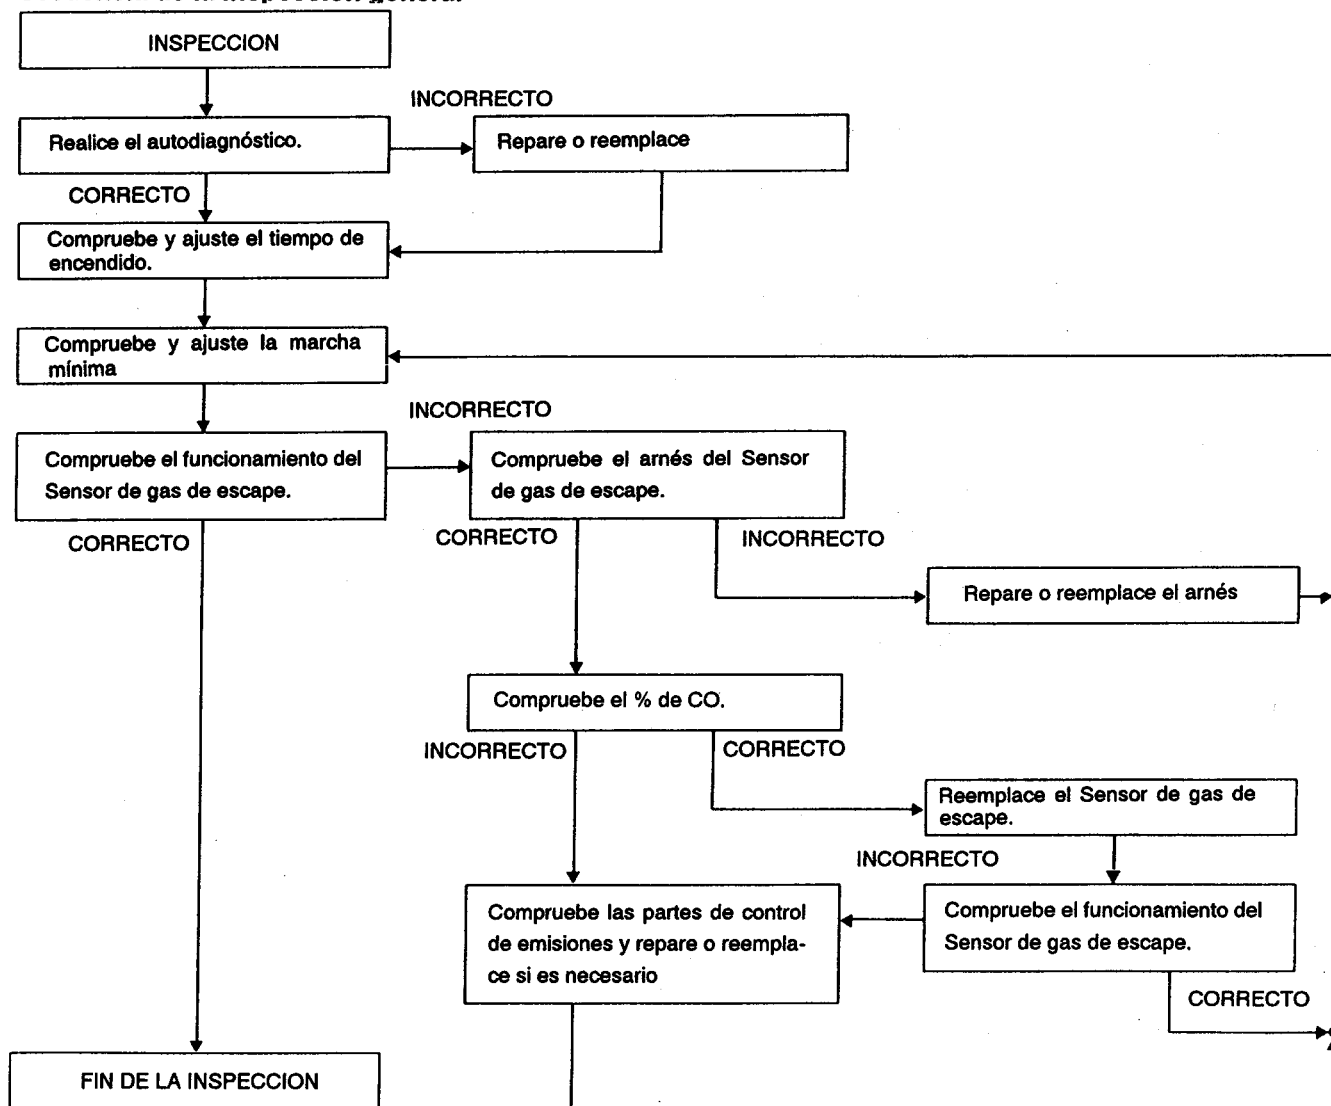 INSPECCION
INCORRECTO
Realice el autodiagnóstico.
Repare o reemplace
CORRECTO
Compruebe y ajuste el tiempo de
encendido.
Compruebe y ajuste la marcha
mínima
INCORRECTO
Compruebe el funcionamiento del
Sensor de gas de escape.
Compruebe el arnés del Sensor
de gas de escape.
CORRECTO
CORRECTO
INCORRECTO
Repare o reemplace el arnés
Compruebe el % de CO.
INCORRECTO
CORRECTO
Reemplace el Sensor de gas de
escape.
INCORRECTO
Compruebe las partes de control
de emisiones y repare o reempla-
ce si es necesario
Compruebe el funcionamiento del
Sensor de gas de escape.
CORRECTO
FIN DE LA INSPECCION